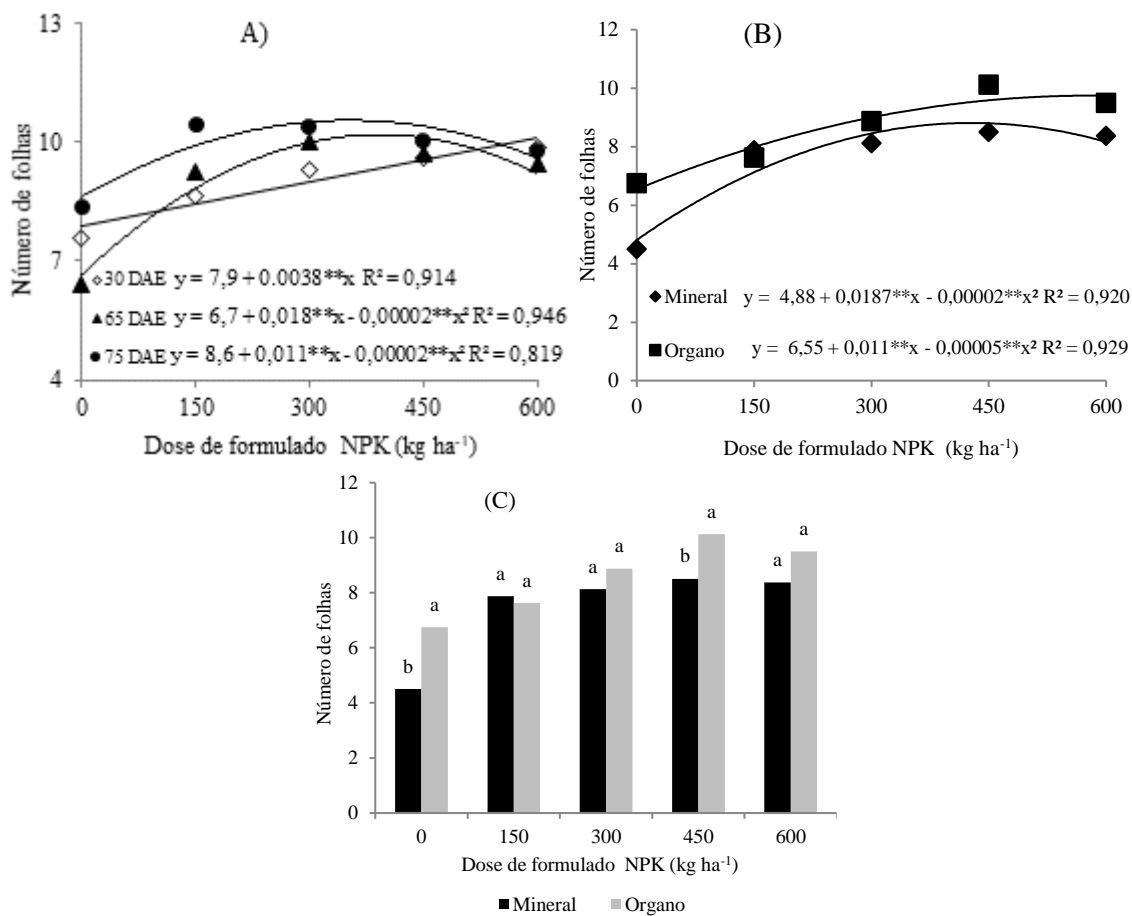 A)
Número de folhas
13
10
7
4
30 DAE y = 7,9 + 0.0038**x R² = 0,914
65 DAE y = 6,7 + 0,018**x - 0,00002**x² R² = 0,946
75 DAE y = 8,6 + 0,011**x - 0,00002**x² R² = 0,819
0 150 300 450 600
Dose de formulado NPK (kg ha⁻¹)
(B)
Número de folhas
12
10
8
6
4
2
0
Mineral y = 4,88 + 0,0187**x - 0,00002**x² R² = 0,920
Organo y = 6,55 + 0,011**x - 0,00005**x² R² = 0,929
0 150 300 450 600
Dose de formulado NPK (kg ha⁻¹)
(C)
Número de folhas
12
10
8
6
4
2
0
b a a a a a b a a a
0 150 300 450 600
Dose de formulado NPK (kg ha⁻¹)
Mineral Organo